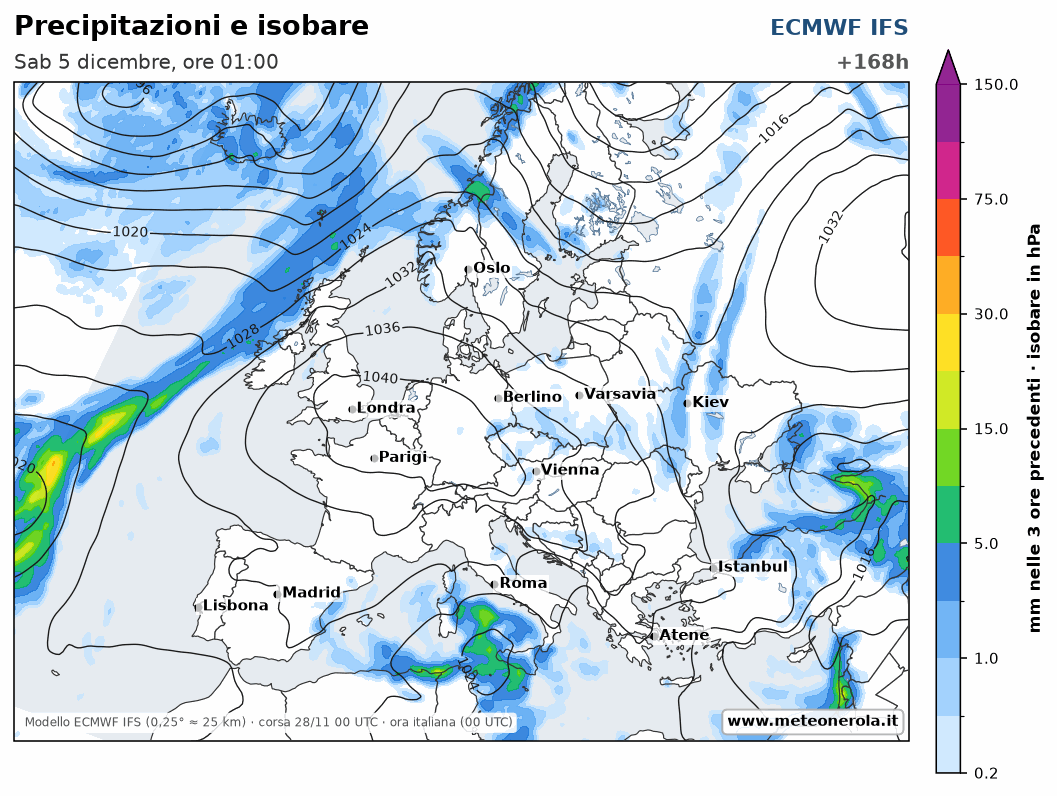 Precipitazioni e isobare
ECMWF IFS
Sab 5 dicembre, ore 01:00
+168h
150.0
1016
75.0
1032
1020
1024
Oslo
1032
30.0
1028
1036
1040
Berlino
Varsavia
Kiev
Londra
15.0
Parigi
Vienna
5.0
Istanbul
1016
Roma
Madrid
Lisbona
Atene
1.0
Modello ECMWF IFS (0,25° ≈ 25 km) · corsa 28/11 00 UTC · ora italiana (00 UTC)
www.meteonerola.it
0.2
mm nelle 3 ore precedenti · isobare in hPa